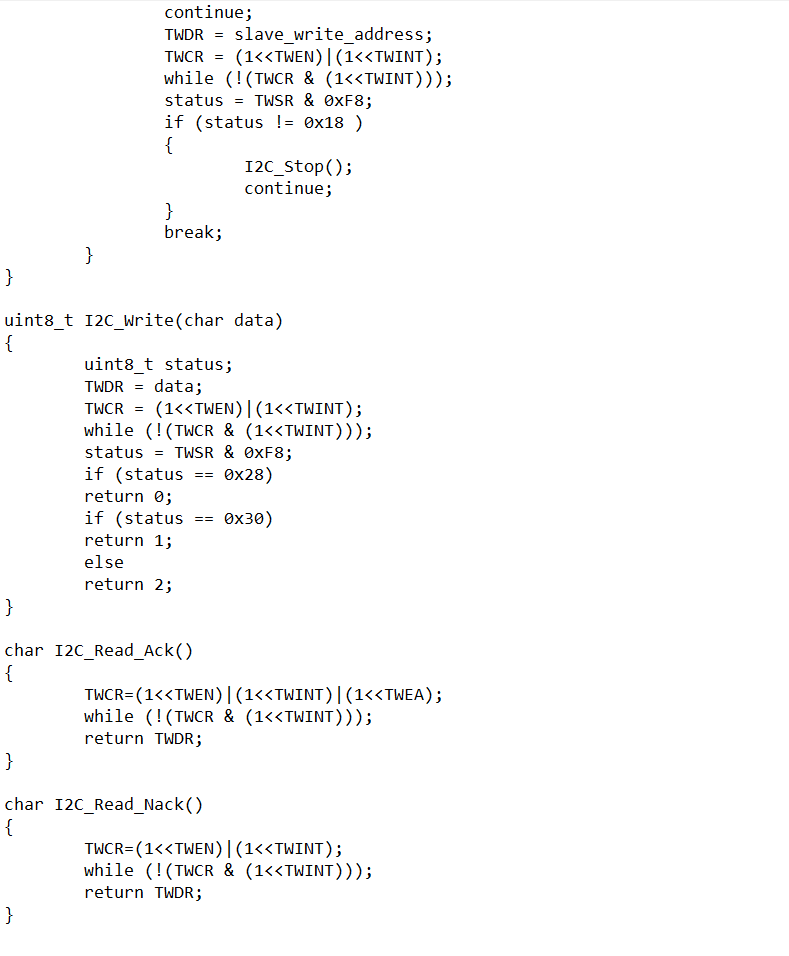 continue;
                TWDR = slave_write_address;
                TWCR = (1<<TWEN)|(1<<TWINT);
                while (!(TWCR & (1<<TWINT)));
                status = TWSR & 0xF8;
                if (status != 0x18 )
                {
                        I2C_Stop();
                        continue;
                }
                break;
        }
}

uint8_t I2C_Write(char data)
{
        uint8_t status;
        TWDR = data;
        TWCR = (1<<TWEN)|(1<<TWINT);
        while (!(TWCR & (1<<TWINT)));
        status = TWSR & 0xF8;
        if (status == 0x28)
        return 0;
        if (status == 0x30)
        return 1;
        else
        return 2;
}

char I2C_Read_Ack()
{
        TWCR=(1<<TWEN)|(1<<TWINT)|(1<<TWEA);
        while (!(TWCR & (1<<TWINT)));
        return TWDR;
}

char I2C_Read_Nack()
{
        TWCR=(1<<TWEN)|(1<<TWINT);
        while (!(TWCR & (1<<TWINT)));
        return TWDR;
}